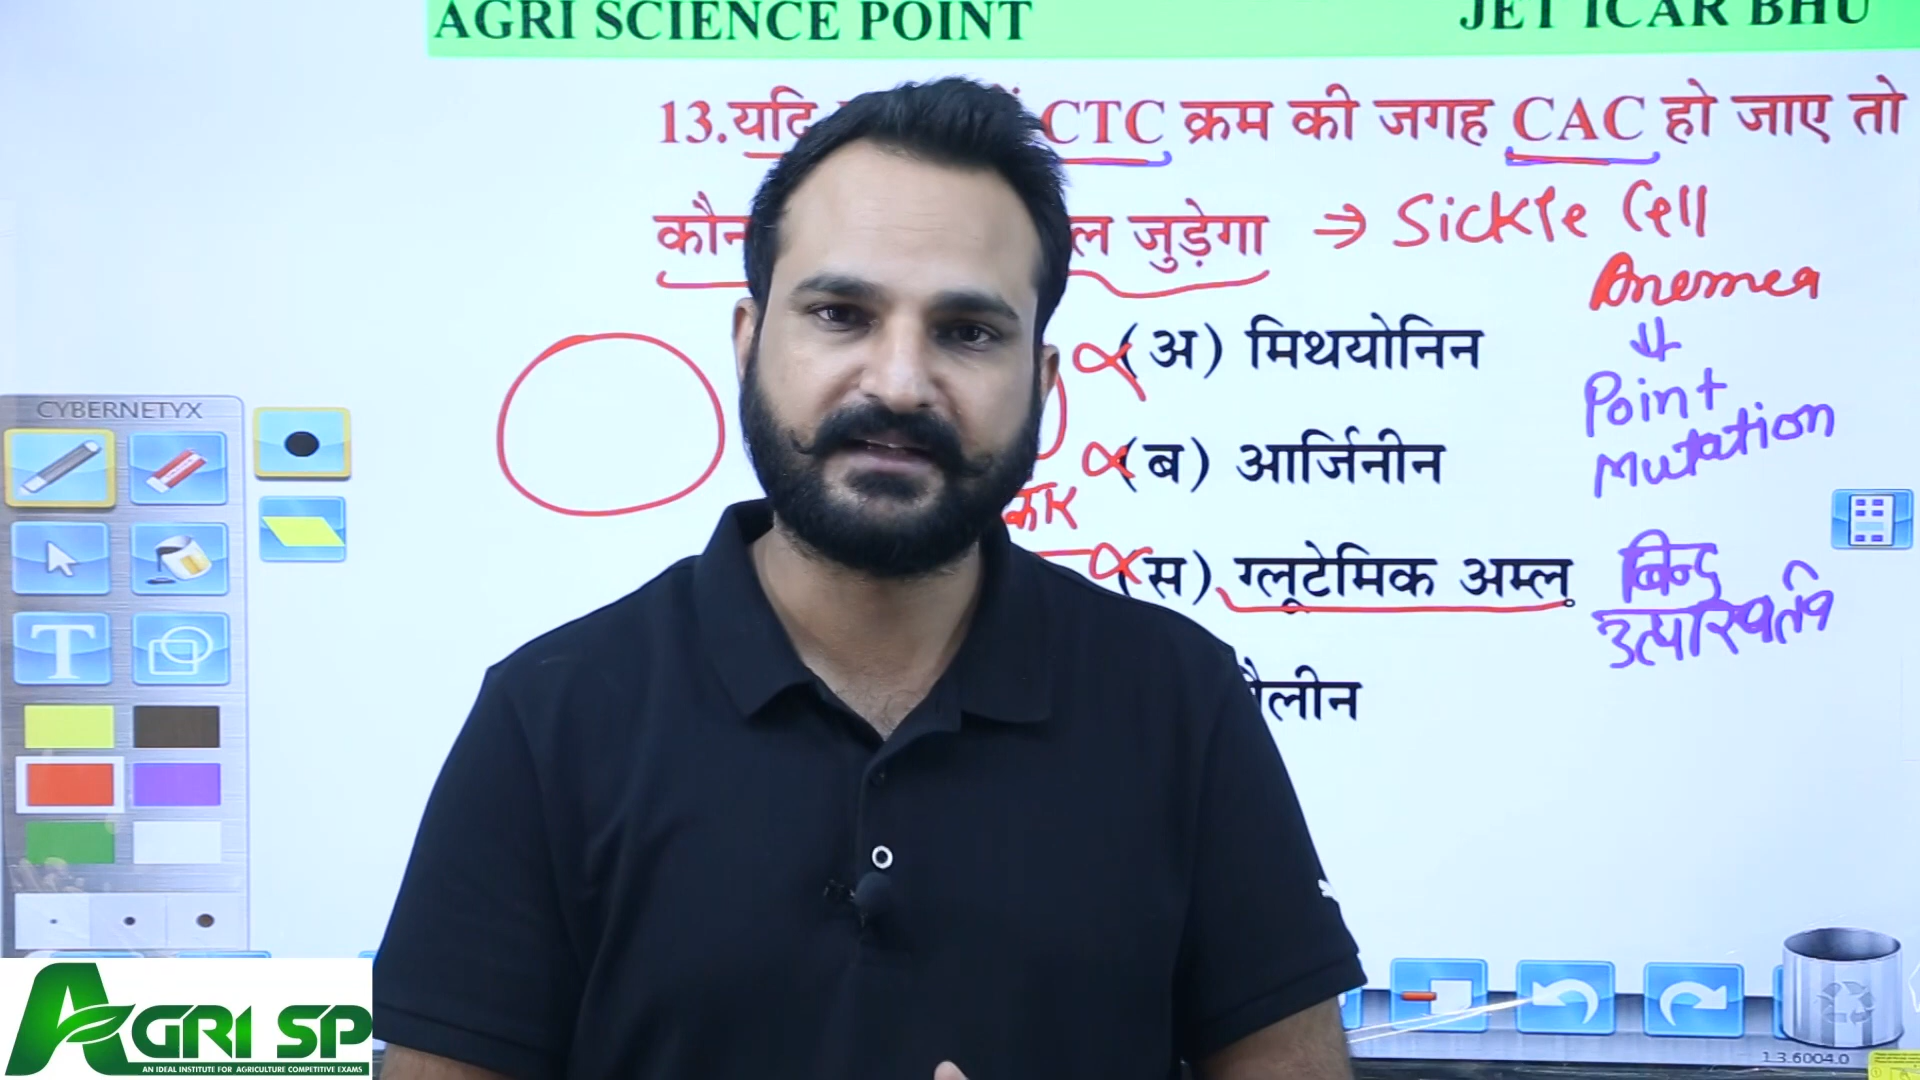 AGRI SCIENCE POINT JET ICAR BHU
13.यदि CTC क्रम की जगह CAC हो जाए तो
जुड़ेगा ⇒ Sickle Cell
Anemea
(अ) मिथयोनिन
Point
Mutation
(ब) आर्जिनीन
(स) ग्लूटेमिक अम्ल
बिन्दु
CYBERNETYX
T
1.3.6004.0
AGRI SP
AN IDEAL INSTITUTE FOR AGRICULTURE COMPETITIVE EXAMS